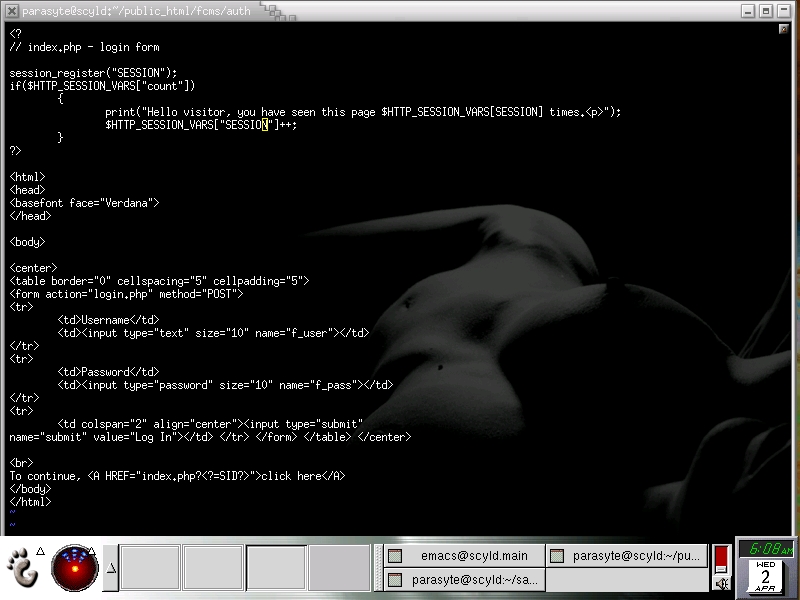 parasyte@scyld:~/public_html/fcms/auth
<?
// index.php - login form
session_register("SESSION");
if($HTTP_SESSION_VARS["count"])
{
print("Hello visitor, you have seen this page $HTTP_SESSION_VARS[SESSION] times.<p>");
$HTTP_SESSION_VARS["SESSION"]++;
}
?>
<html>
<head>
<basefont face="Verdana">
</head>
<body>
<center>
<table border="0" cellspacing="5" cellpadding="5">
<form action="login.php" method="POST">
<tr>
<td>Username</td>
<td><input type="text" size="10" name="f_user"></td>
</tr>
<tr>
<td>Password</td>
<td><input type="password" size="10" name="f_pass"></td>
</tr>
<tr>
<td colspan="2" align="center"><input type="submit"
name="submit" value="Log In"></td> </tr> </form> </table> </center>
<br>
To continue, <A HREF="index.php?<?=SID?>">click here</A>
</body>
</html>
~
~
emacs@scyld.main
parasyte@scyld:~/pu...
parasyte@scyld:~/sa...
6:08 AM
WED
2
APR